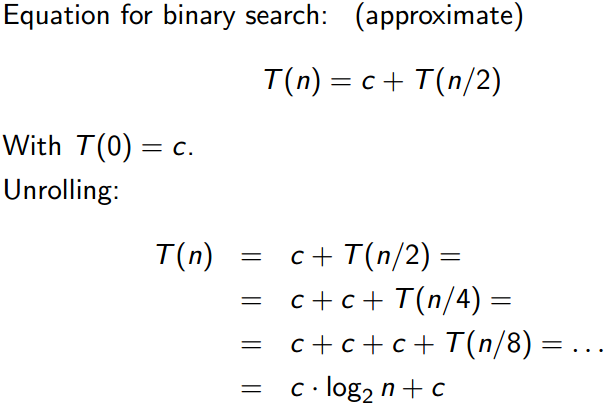 Equation for binary search: (approximate)
T(n) = c + T(n/2)
With T(0) = c.
Unrolling:
T(n) = c + T(n/2) =
= c + c + T(n/4) =
= c + c + c + T(n/8) = ...
= c · log₂ n + c